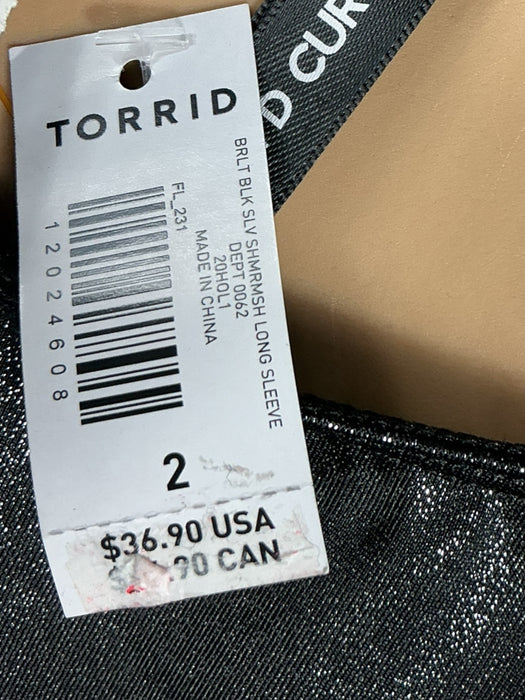 D CUR
TORRID
BRLT BLK SLV SHMRMSH LONG SLEEVE
DEPT 0062
20HOL1
MADE IN CHINA
FL_231
12024608
2
$36.90 USA
.90 CAN